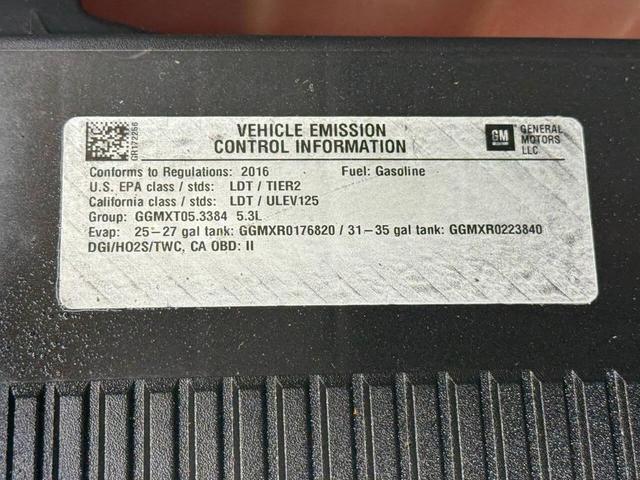 VEHICLE EMISSION
CONTROL INFORMATION
GR172256
GM
GENERAL
MOTORS
LLC
Conforms to Regulations: 2016 Fuel: Gasoline
U.S. EPA class / stds: LDT / TIER2
California class / stds: LDT / ULEV125
Group: GGMXT05.3384 5.3L
Evap: 25-27 gal tank: GGMXR0176820 / 31-35 gal tank: GGMXR0223840
DGI/HO2S/TWC, CA OBD: II